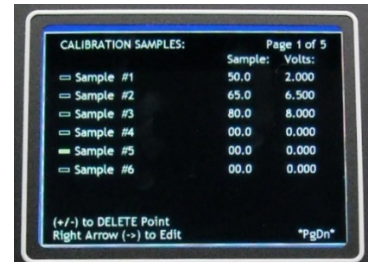 CALIBRATION SAMPLES: Page 1 of 5
Sample: Volts:
Sample #1 50.0 2.000
Sample #2 65.0 6.500
Sample #3 80.0 8.000
Sample #4 00.0 0.000
Sample #5 00.0 0.000
Sample #6 00.0 0.000
(+/-) to DELETE Point
Right Arrow (->) to Edit *PgDn*